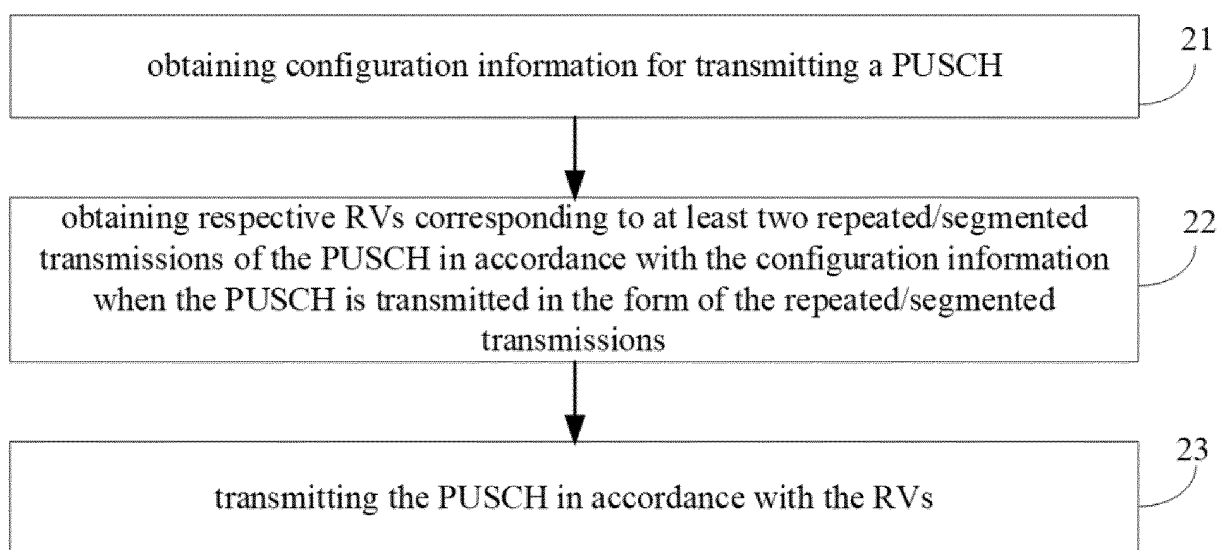 obtaining configuration information for transmitting a PUSCH
21
obtaining respective RVs corresponding to at least two repeated/segmented
transmissions of the PUSCH in accordance with the configuration information
when the PUSCH is transmitted in the form of the repeated/segmented
transmissions
22
transmitting the PUSCH in accordance with the RVs
23